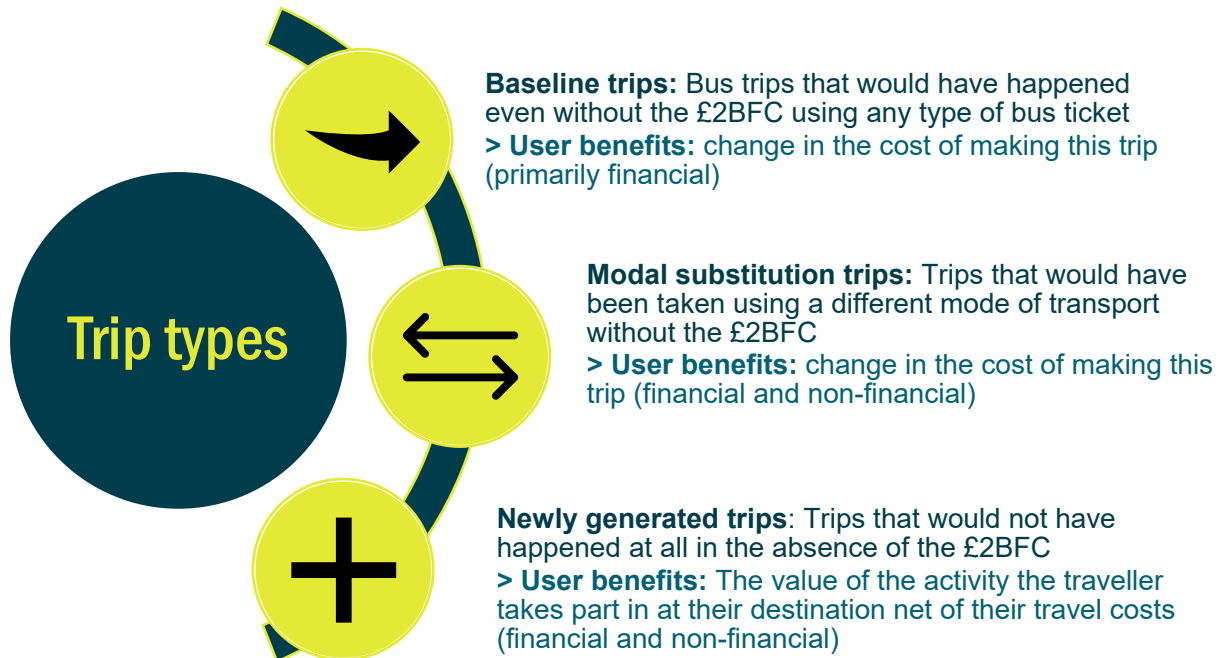 Trip types
Baseline trips: Bus trips that would have happened
even without the £2BFC using any type of bus ticket
> User benefits: change in the cost of making this trip
(primarily financial)
Modal substitution trips: Trips that would have
been taken using a different mode of transport
without the £2BFC
> User benefits: change in the cost of making this
trip (financial and non-financial)
Newly generated trips: Trips that would not have
happened at all in the absence of the £2BFC
> User benefits: The value of the activity the traveller
takes part in at their destination net of their travel costs
(financial and non-financial)